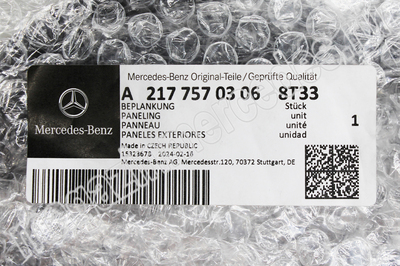 Mercedes-Benz Original-Teile/Geprüfte Qualität
A 217 757 03 06 8T33
BEPLANKUNG Stück
PANELING unit
PANNEAU unité 1
PANELES EXTERIORES unidad
Mercedes-Benz
Made in CZECH REPUBLIC
15323678 2024-02-16
Mercedes-Benz AG, Mercedesstr.120, 70372 Stuttgart, DE